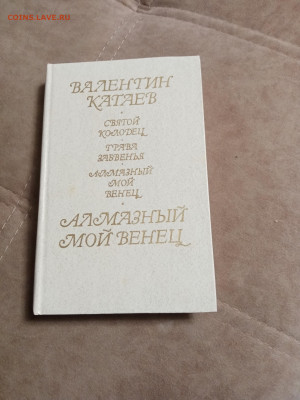 COINS.LAVE.RU
ВАЛЕНТИН
КАТАЕВ
СВЯТОЙ
КОЛОДЕЦ
ТРАВА
ЗАБВЕНЬЯ
АЛМАЗНЫЙ
МОЙ
ВЕНЕЦ
АЛМАЗНЫЙ
МОЙ ВЕНЕЦ